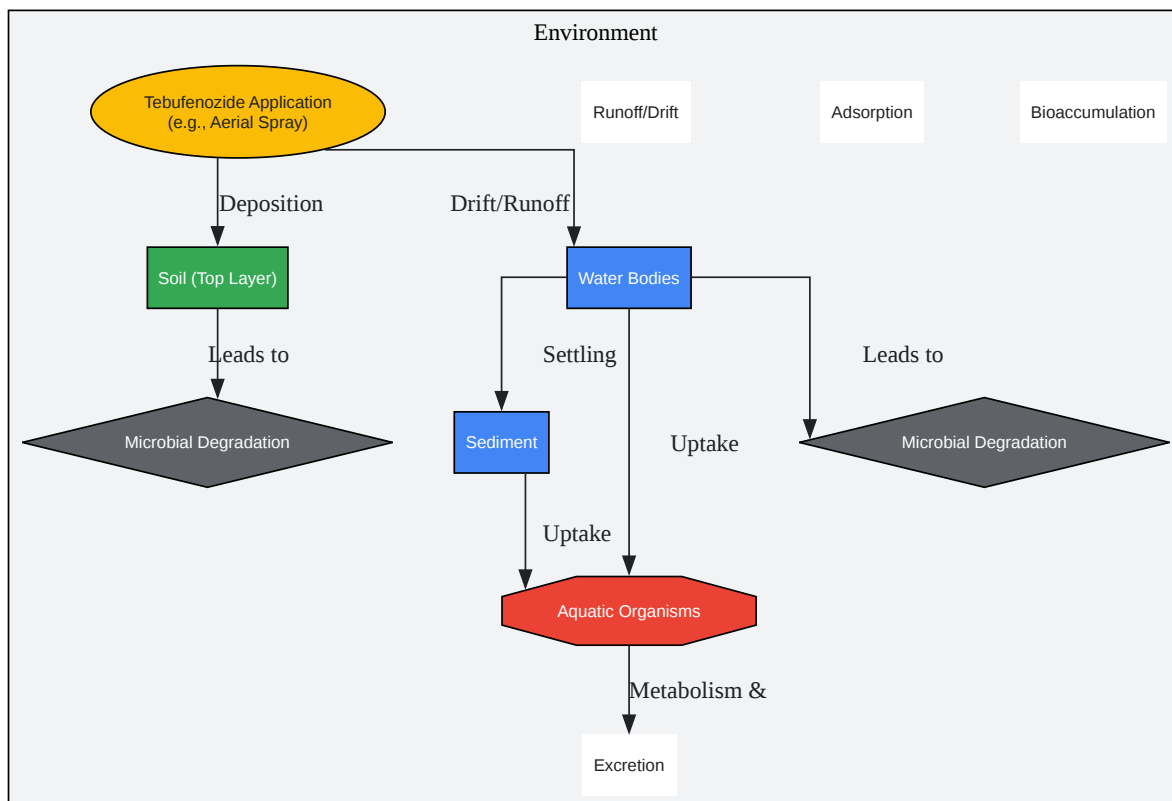 Environment
Tebufenozide Application
(e.g., Aerial Spray)
Runoff/Drift
Adsorption
Bioaccumulation
Deposition
Drift/Runoff
Soil (Top Layer)
Water Bodies
Leads to
Settling
Leads to
Microbial Degradation
Sediment
Uptake
Microbial Degradation
Uptake
Aquatic Organisms
Metabolism &
Excretion